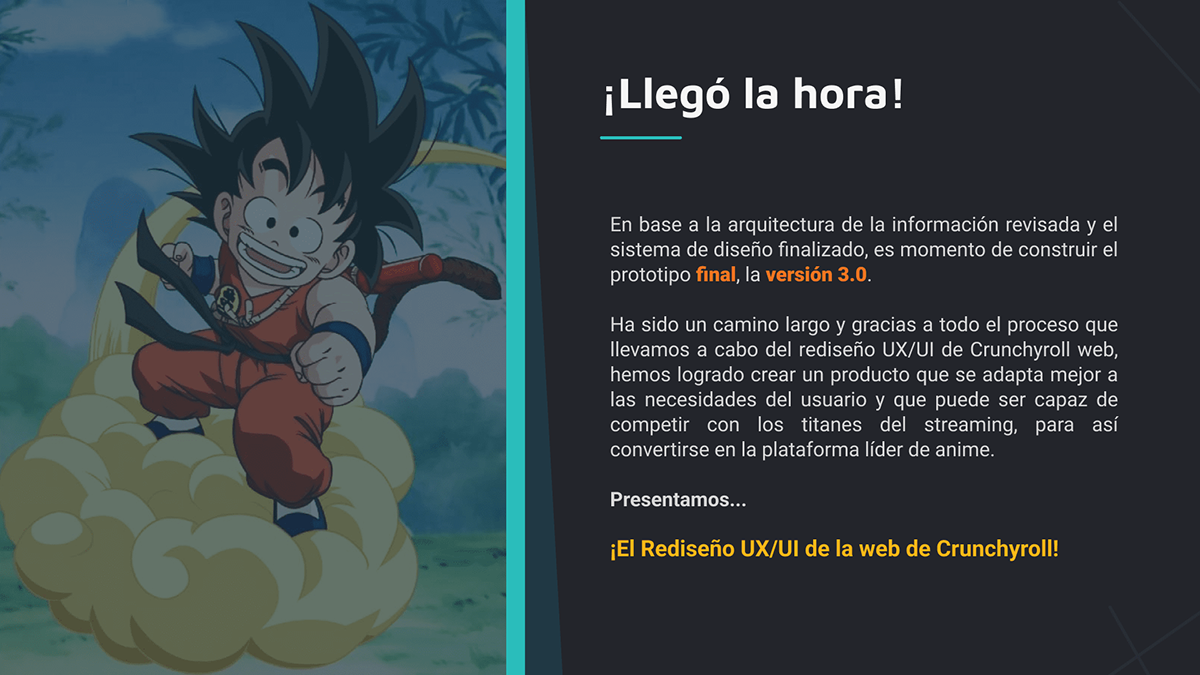 ¡Llegó la hora!
En base a la arquitectura de la información revisada y el
sistema de diseño finalizado, es momento de construir el
prototipo final, la versión 3.0.
Ha sido un camino largo y gracias a todo el proceso que
llevamos a cabo del rediseño UX/UI de Crunchyroll web,
hemos logrado crear un producto que se adapta mejor a
las necesidades del usuario y que puede ser capaz de
competir con los titanes del streaming, para así
convertirse en la plataforma líder de anime.
Presentamos...
¡El Rediseño UX/UI de la web de Crunchyroll!